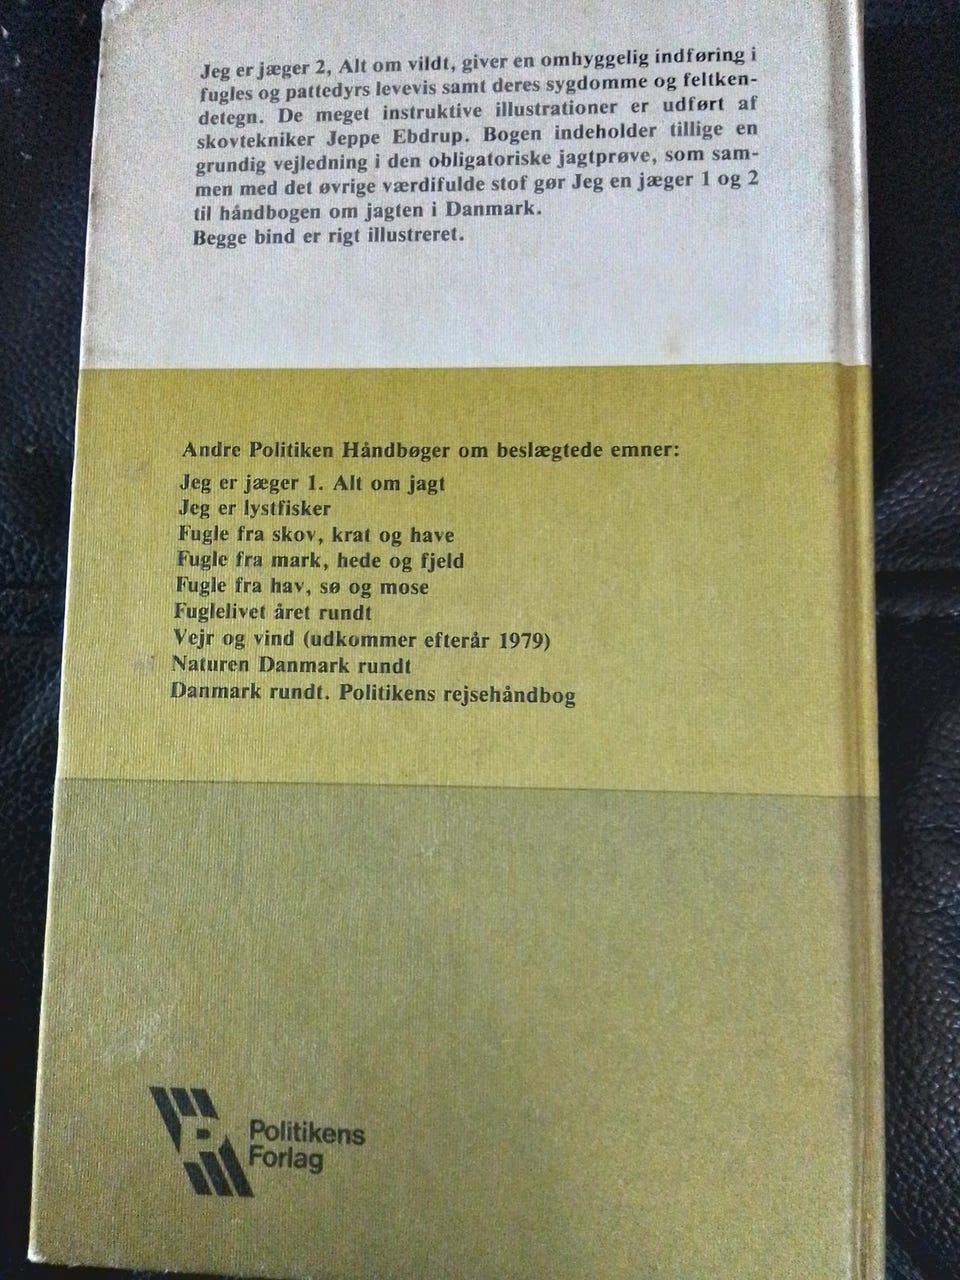 Jeg er jæger 2, Alt om vildt, giver en omhyggelig indføring i
fugles og pattedyrs levevis samt deres sygdomme og feltken-
detegn. De meget instruktive illustrationer er udført af
skovtekniker Jeppe Ebdrup. Bogen indeholder tillige en
grundig vejledning i den obligatoriske jagtprøve, som sam-
men med det øvrige værdifulde stof gør Jeg en jæger 1 og 2
til håndbogen om jagten i Danmark.
Begge bind er rigt illustreret.
Andre Politiken Håndbøger om beslægtede emner:
Jeg er jæger 1. Alt om jagt
Jeg er lystfisker
Fugle fra skov, krat og have
Fugle fra mark, hede og fjeld
Fugle fra hav, sø og mose
Fuglelivet året rundt
Vejr og vind (udkommer efterår 1979)
Naturen Danmark rundt
Danmark rundt. Politikens rejsehåndbog
Politikens
Forlag